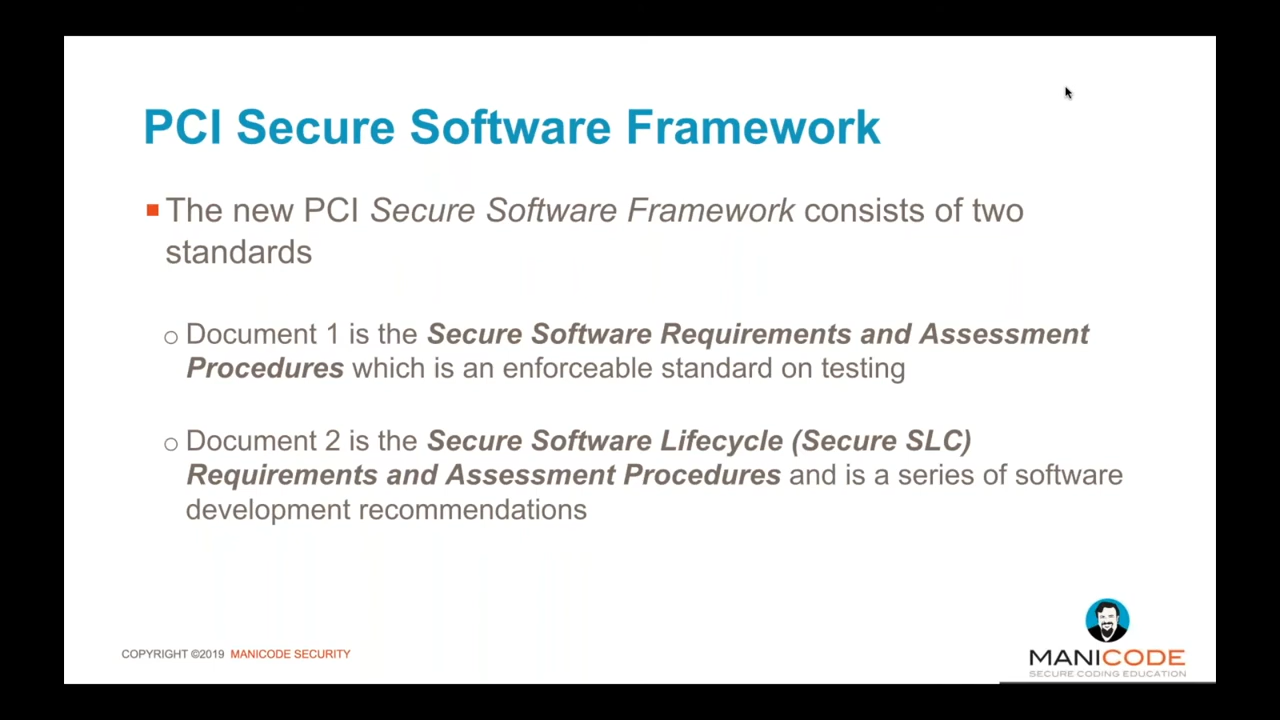 PCI Secure Software Framework
The new PCI Secure Software Framework consists of two
standards
Document 1 is the Secure Software Requirements and Assessment
Procedures which is an enforceable standard on testing
Document 2 is the Secure Software Lifecycle (Secure SLC)
Requirements and Assessment Procedures and is a series of software
development recommendations
COPYRIGHT ©2019 MANICODE SECURITY
MANICODE
SECURE CODING EDUCATION